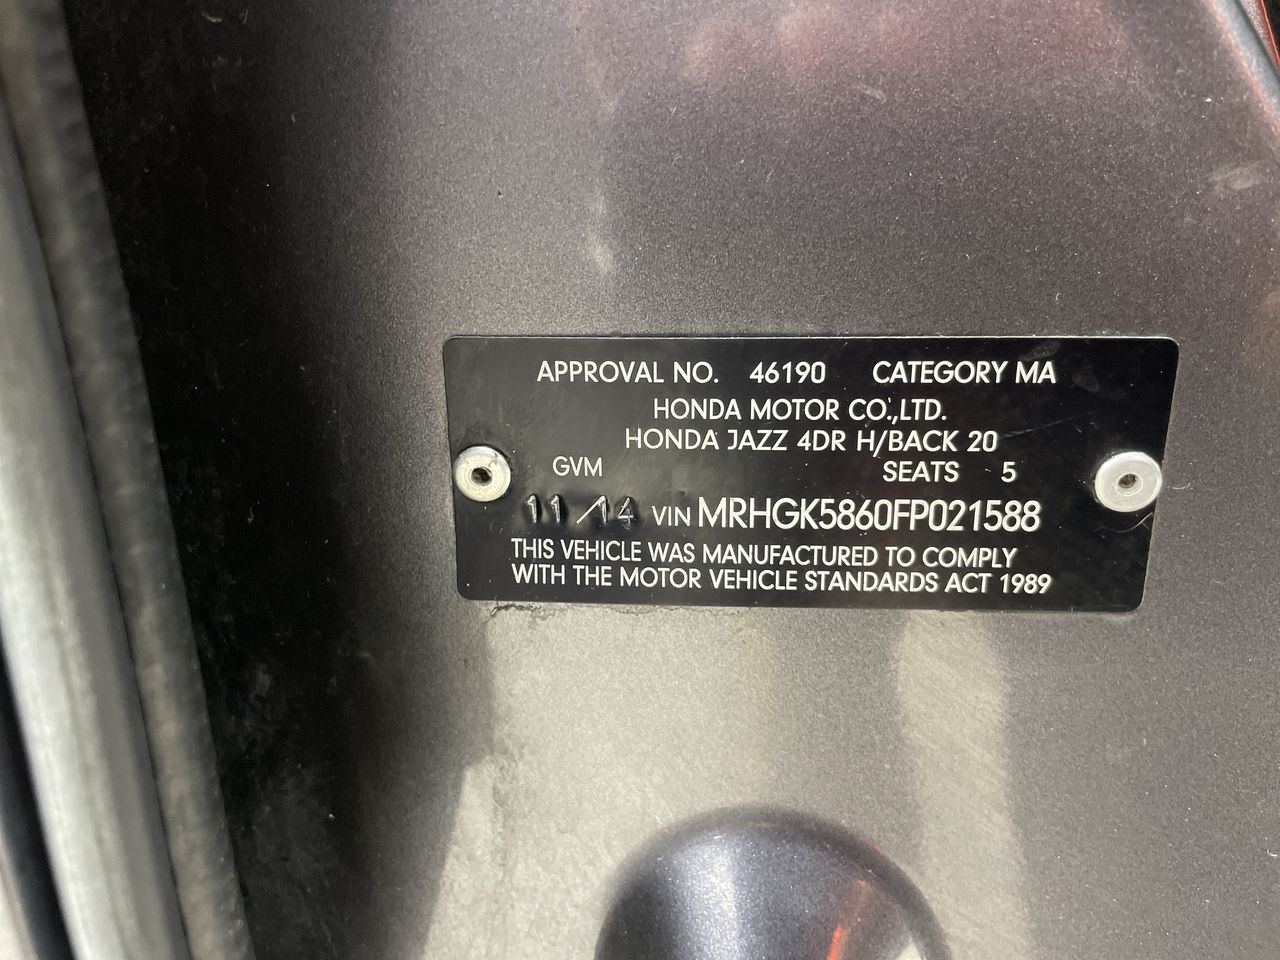 APPROVAL NO. 46190 CATEGORY MA
HONDA MOTOR CO.,LTD.
HONDA JAZZ 4DR H/BACK 20
GVM SEATS 5
11/14 VIN MRHGK5860FP021588
THIS VEHICLE WAS MANUFACTURED TO COMPLY
WITH THE MOTOR VEHICLE STANDARDS ACT 1989